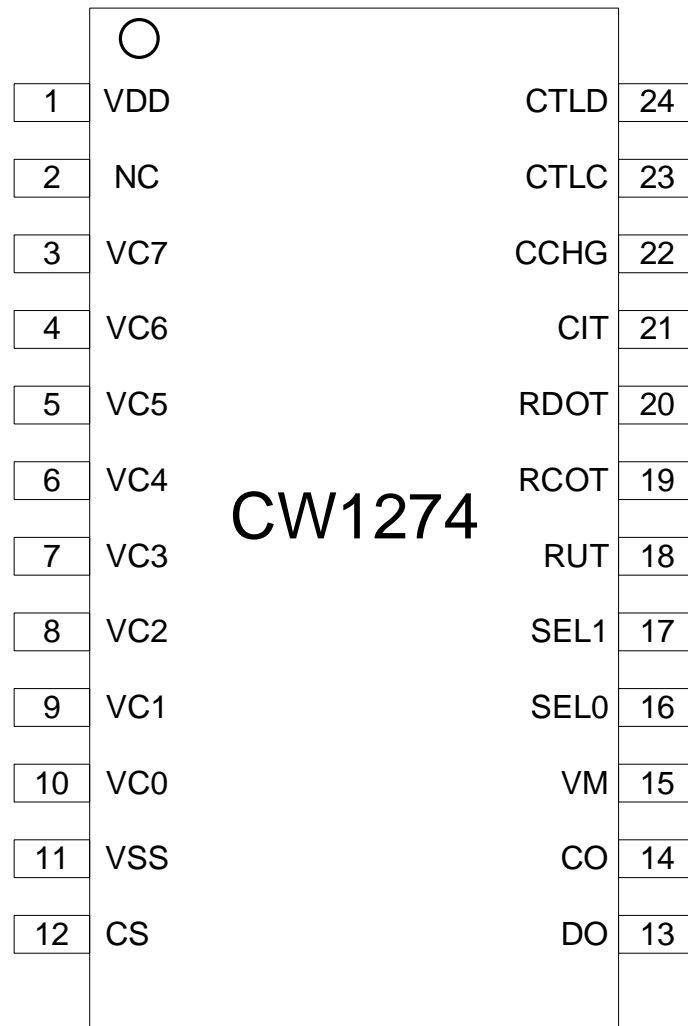 1 VDD CTLD 24
2 NC CTLC 23
3 VC7 CCHG 22
4 VC6 CIT 21
5 VC5 RDOT 20
6 VC4 RCOT 19
CW1274
7 VC3 RUT 18
8 VC2 SEL1 17
9 VC1 SEL0 16
10 VC0 VM 15
11 VSS CO 14
12 CS DO 13